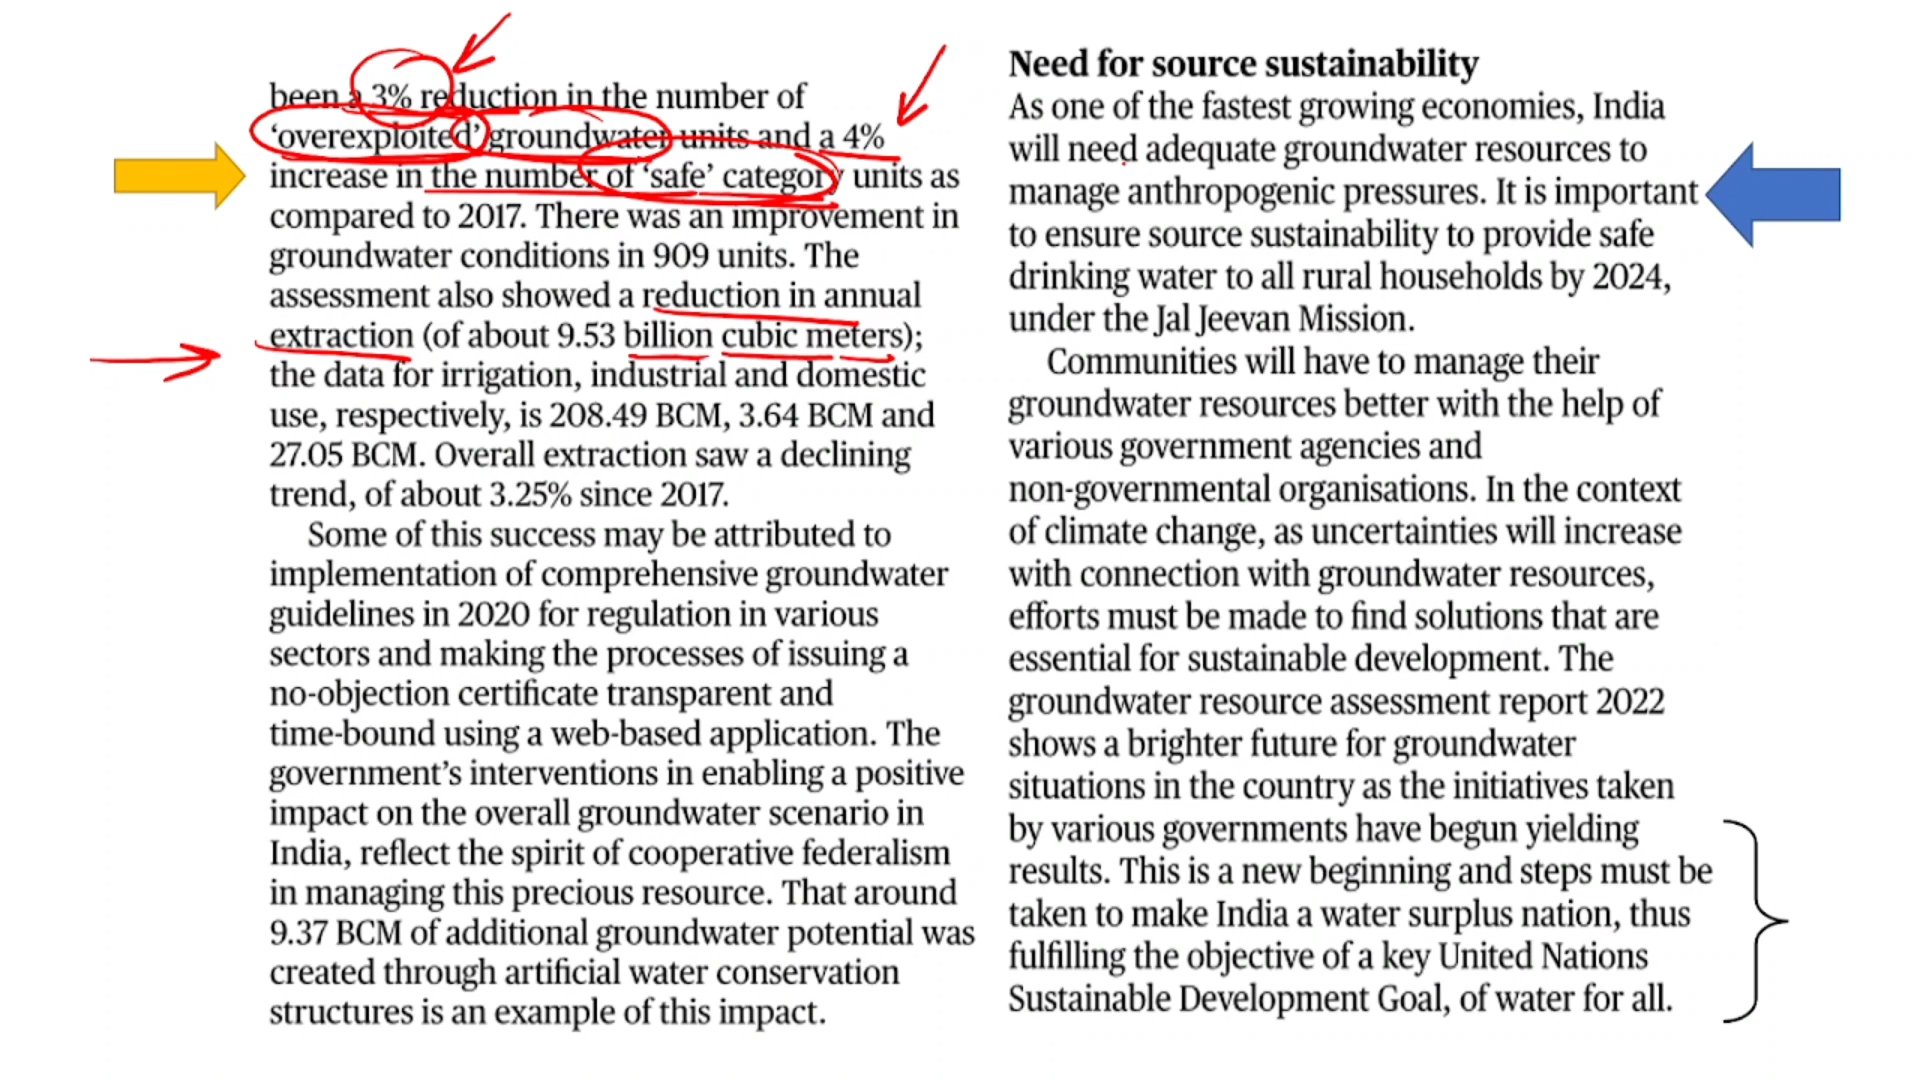 been a 3% reduction in the number of
‘overexploited’ groundwater units and a 4%
increase in the number of ‘safe’ category units as
compared to 2017. There was an improvement in
groundwater conditions in 909 units. The
assessment also showed a reduction in annual
extraction (of about 9.53 billion cubic meters);
the data for irrigation, industrial and domestic
use, respectively, is 208.49 BCM, 3.64 BCM and
27.05 BCM. Overall extraction saw a declining
trend, of about 3.25% since 2017.
Some of this success may be attributed to
implementation of comprehensive groundwater
guidelines in 2020 for regulation in various
sectors and making the processes of issuing a
no-objection certificate transparent and
time-bound using a web-based application. The
government’s interventions in enabling a positive
impact on the overall groundwater scenario in
India, reflect the spirit of cooperative federalism
in managing this precious resource. That around
9.37 BCM of additional groundwater potential was
created through artificial water conservation
structures is an example of this impact.
Need for source sustainability
As one of the fastest growing economies, India
will need adequate groundwater resources to
manage anthropogenic pressures. It is important
to ensure source sustainability to provide safe
drinking water to all rural households by 2024,
under the Jal Jeevan Mission.
Communities will have to manage their
groundwater resources better with the help of
various government agencies and
non-governmental organisations. In the context
of climate change, as uncertainties will increase
with connection with groundwater resources,
efforts must be made to find solutions that are
essential for sustainable development. The
groundwater resource assessment report 2022
shows a brighter future for groundwater
situations in the country as the initiatives taken
by various governments have begun yielding
results. This is a new beginning and steps must be
taken to make India a water surplus nation, thus
fulfilling the objective of a key United Nations
Sustainable Development Goal, of water for all.